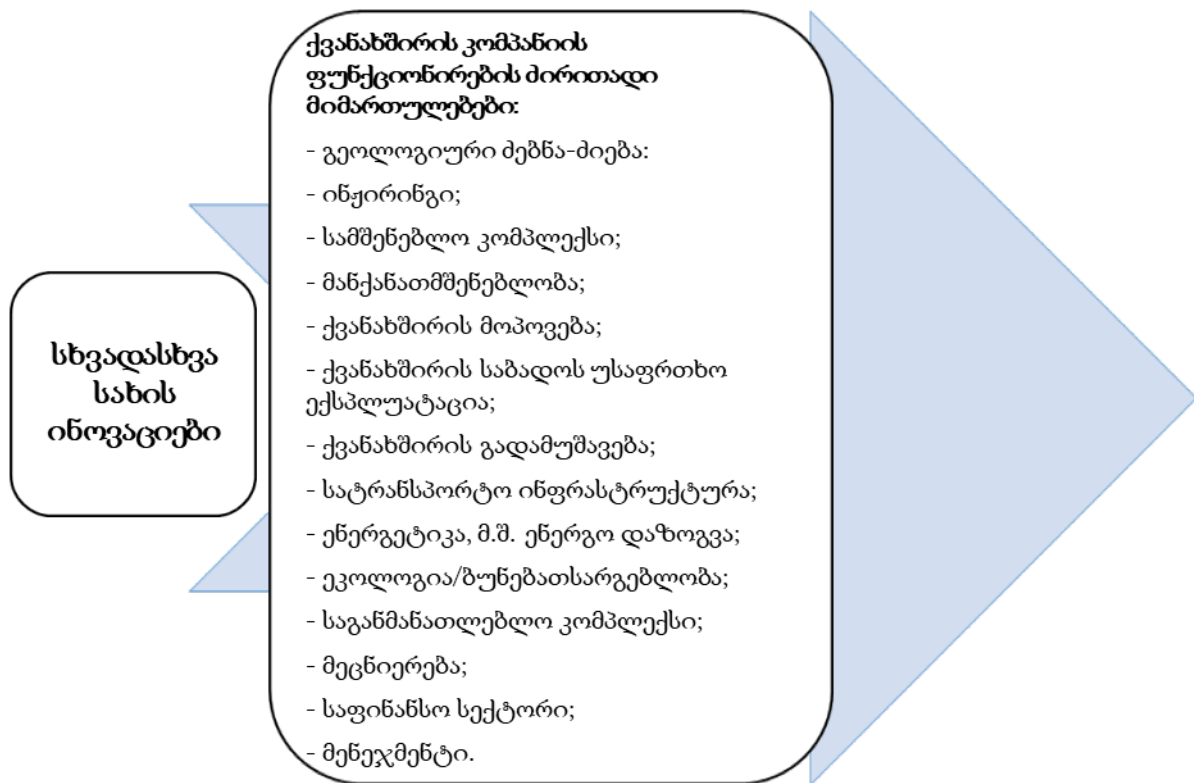 სხვადასხვა
სახის
ინოვაციები
ქვანახშირის კომპანიის
ფუნქციონირების ძირითადი
მიმართულებები:
- გეოლოგიური ძებნა-ძიება:
- ინჟირინგი;
- სამშენებლო კომპლექსი;
- მანქანათმშენებლობა;
- ქვანახშირის მოპოვება;
- ქვანახშირის საბადოს უსაფრთხო
ექსპლუატაცია;
- ქვანახშირის გადამუშავება;
- სატრანსპორტო ინფრასტრუქტურა;
- ენერგეტიკა, მ.შ. ენერგო დაზოგვა;
- ეკოლოგია/ბუნებათსარგებლობა;
- საგანმანათლებლო კომპლექსი;
- მეცნიერება;
- საფინანსო სექტორი;
- მენეჯმენტი.